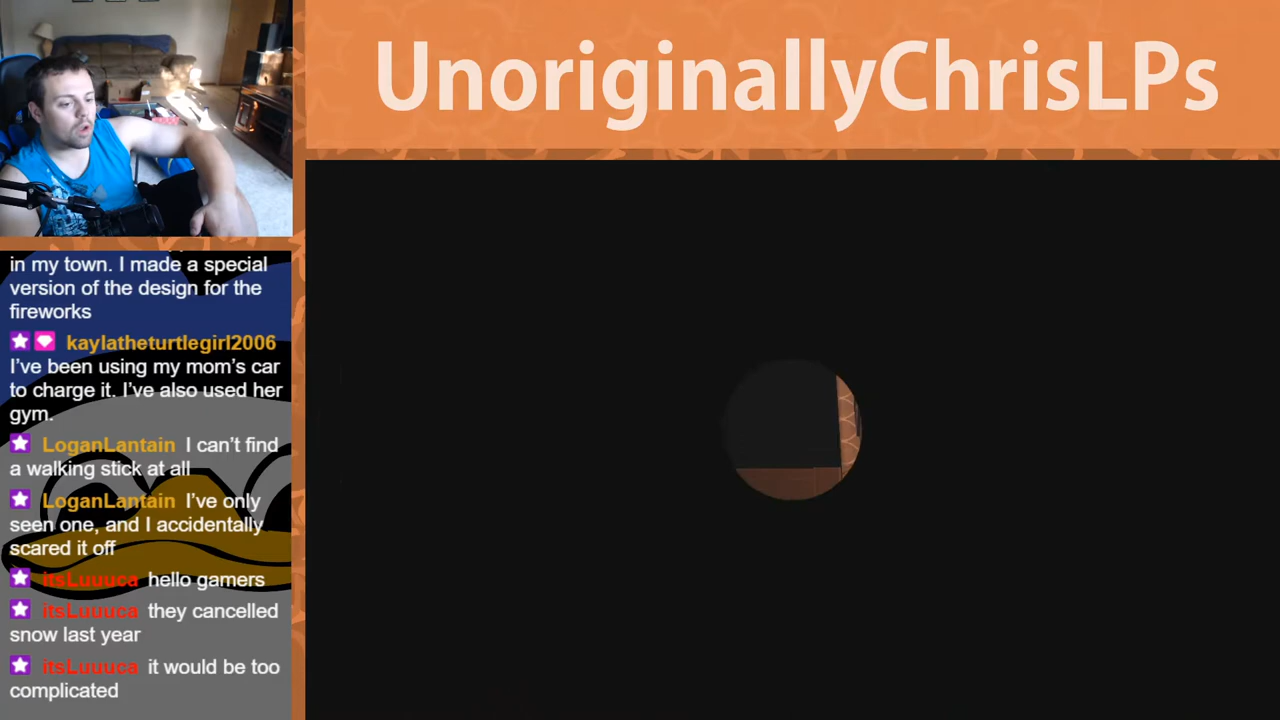 UnoriginallyChrisLPs
in my town. I made a special
version of the design for the
fireworks
kaylatheturtlegirl2006
I've been using my mom's car
to charge it. I've also used her
gym.
LoganLantain I can't find
a walking stick at all
LoganLantain I've only
seen one, and I accidentally
scared it off
itsLuuuca hello gamers
itsLuuuca they cancelled
snow last year
itsLuuuca it would be too
complicated